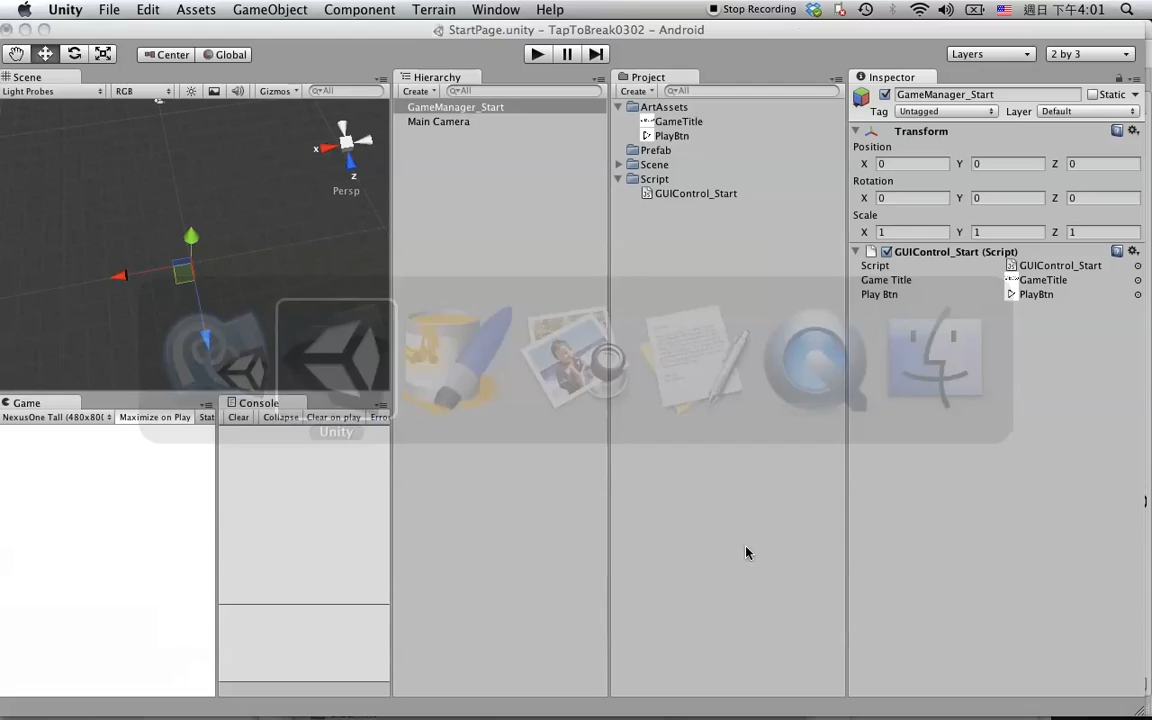 Unity File Edit Assets GameObject Component Terrain Window Help Stop Recording 週日 下午4:01
StartPage.unity – TapToBreak0302 – Android
Center Global Layers 2 by 3
Scene Hierarchy Project Inspector
Light Probes RGB Gizmos All Create All Create All
GameManager_Start Static
Tag Untagged Layer Default
GameManager_Start
Main Camera
ArtAssets
GameTitle
PlayBtn
Prefab
Scene
Script
GUIControl_Start
Transform
Position
X 0 Y 0 Z 0
Rotation
X 0 Y 0 Z 0
Scale
X 1 Y 1 Z 1
GUIControl_Start (Script)
Script GUIControl_Start
Game Title GameTitle
Play Btn PlayBtn
x
z
Persp
Game Console
NexusOne Tall (480x80( Maximize on Play Stat Clear Collapse Clear on play Erro
Unity